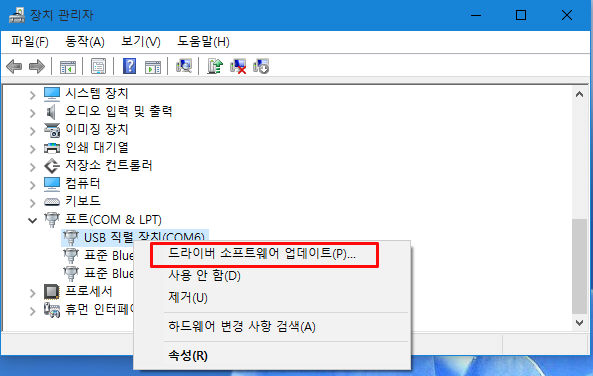 장치 관리자
파일(F) 동작(A) 보기(V) 도움말(H)
시스템 장치
오디오 입력 및 출력
이미징 장치
인쇄 대기열
저장소 컨트롤러
컴퓨터
키보드
포트(COM & LPT)
USB 직렬 장치(COM6)
표준 Blue
표준 Blue
프로세서
휴먼 인터페이
드라이버 소프트웨어 업데이트(P)...
사용 안 함(D)
제거(U)
하드웨어 변경 사항 검색(A)
속성(R)